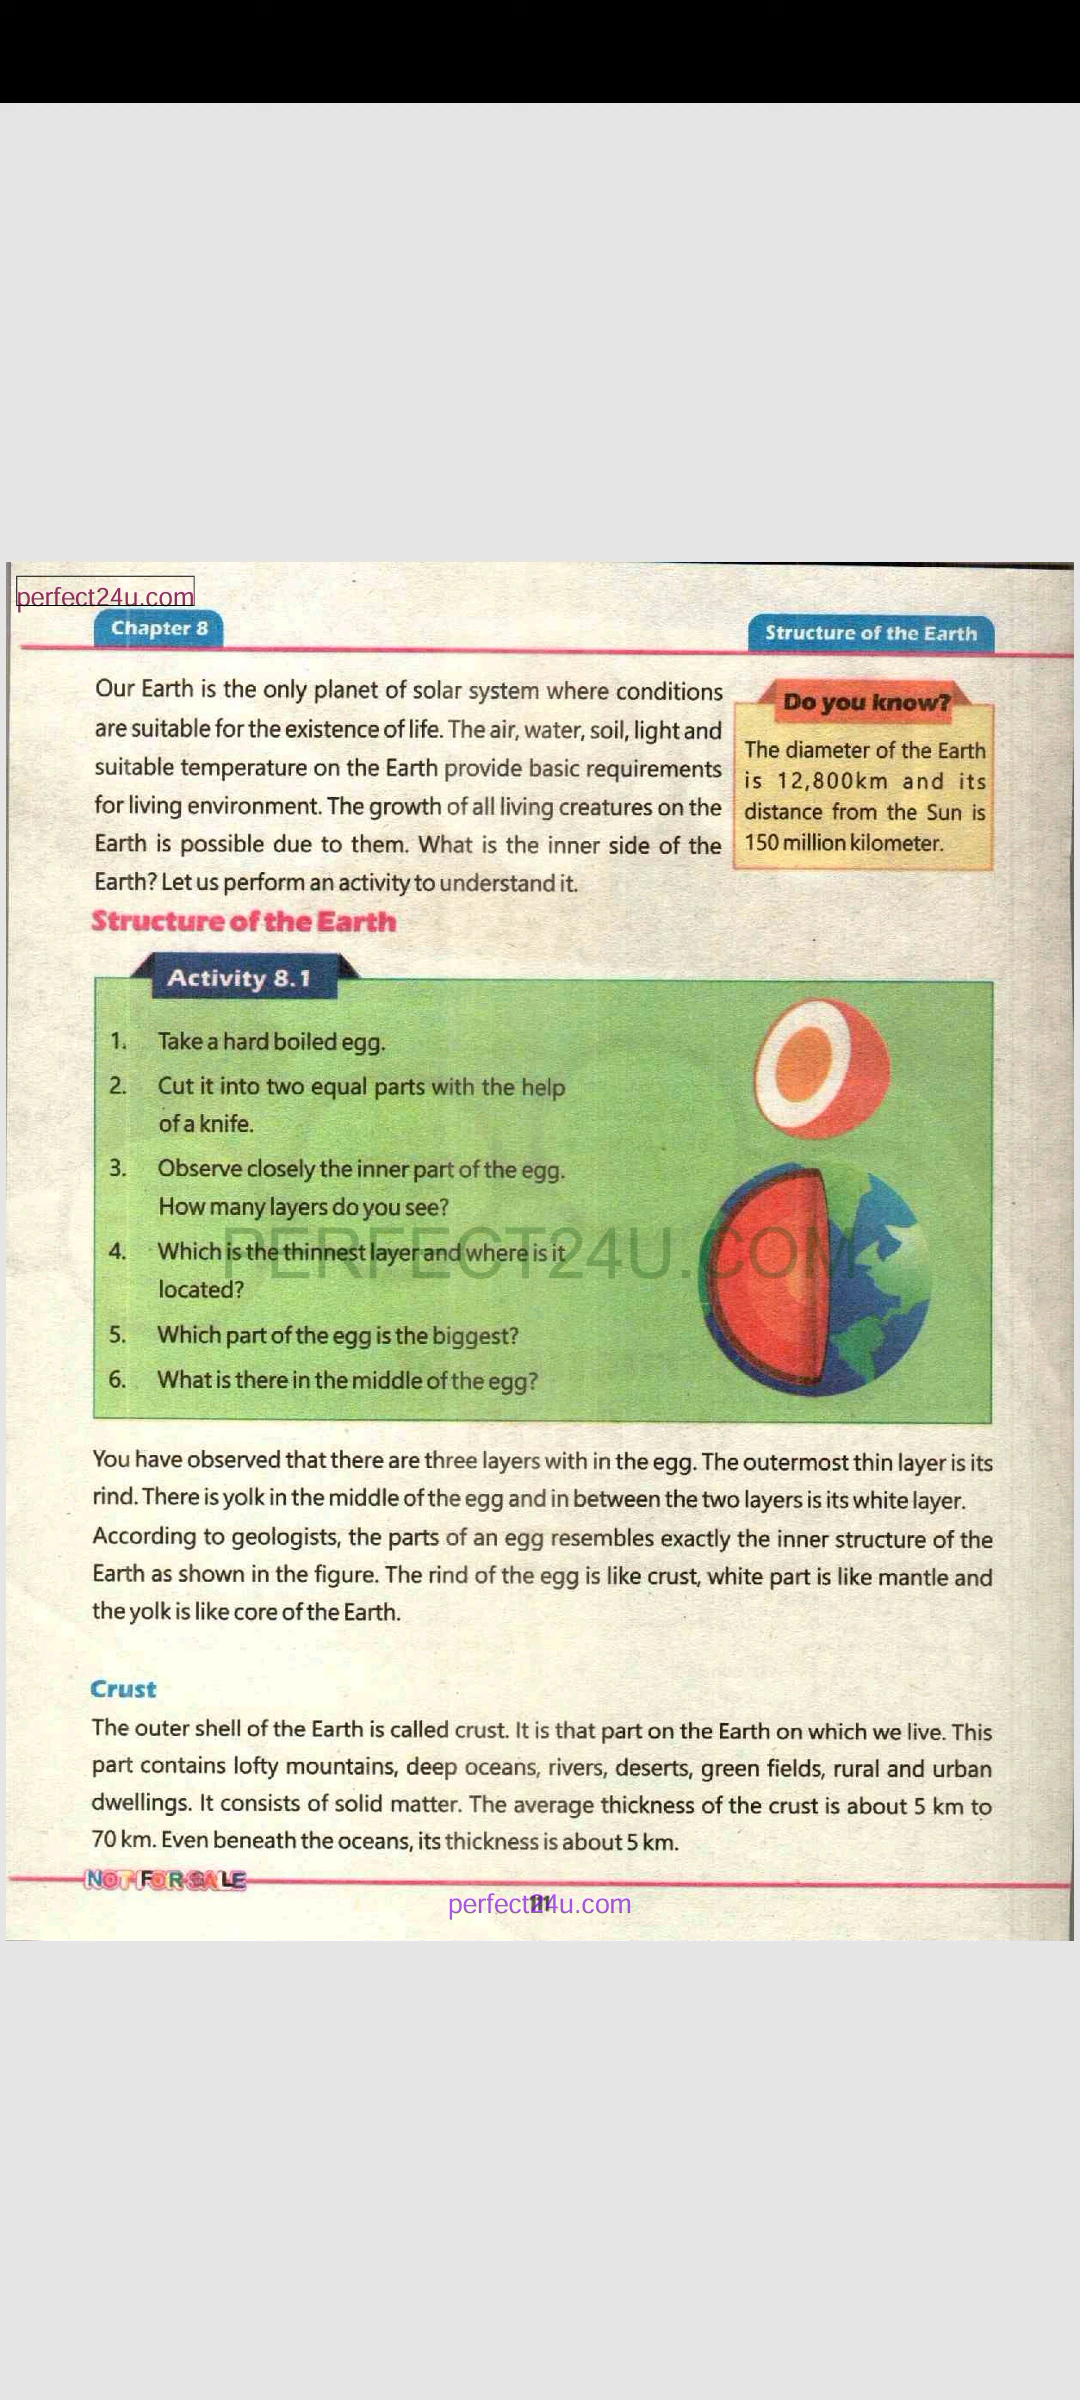 perfect24u.com
Chapter 8
Structure of the Earth
Our Earth is the only planet of solar system where conditions
are suitable for the existence of life. The air, water, soil, light and
suitable temperature on the Earth provide basic requirements
for living environment. The growth of all living creatures on the
Earth is possible due to them. What is the inner side of the
Earth? Let us perform an activity to understand it.
Do you know?
The diameter of the Earth
is 12,800km and its
distance from the Sun is
150 million kilometer.
Structure of the Earth
Activity 8.1
1. Take a hard boiled egg.
2. Cut it into two equal parts with the help
of a knife.
3. Observe closely the inner part of the egg.
How many layers do you see?
4. Which is the thinnest layer and where is it
located?
5. Which part of the egg is the biggest?
6. What is there in the middle of the egg?
PERFECT24U.COM
You have observed that there are three layers with in the egg. The outermost thin layer is its
rind. There is yolk in the middle of the egg and in between the two layers is its white layer.
According to geologists, the parts of an egg resembles exactly the inner structure of the
Earth as shown in the figure. The rind of the egg is like crust, white part is like mantle and
the yolk is like core of the Earth.
Crust
The outer shell of the Earth is called crust. It is that part on the Earth on which we live. This
part contains lofty mountains, deep oceans, rivers, deserts, green fields, rural and urban
dwellings. It consists of solid matter. The average thickness of the crust is about 5 km to
70 km. Even beneath the oceans, its thickness is about 5 km.
NOT FOR SALE
perfect24u.com